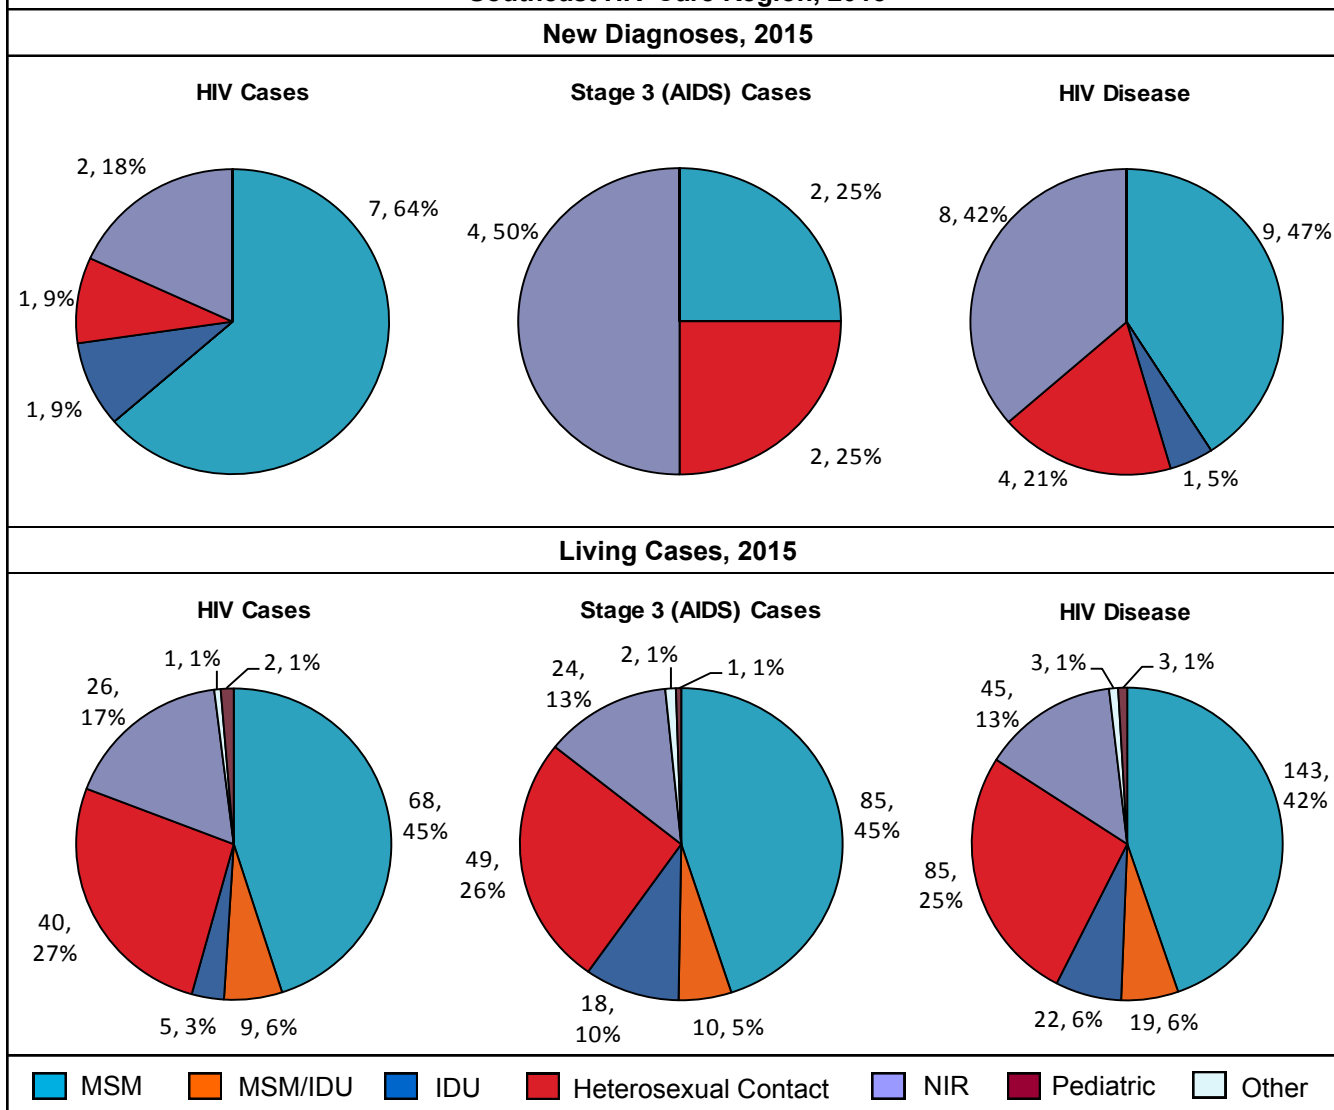 Southeast HIV Care Region, 2015
New Diagnoses, 2015
HIV Cases
Stage 3 (AIDS) Cases
HIV Disease
2, 18%
7, 64%
1, 9%
1, 9%
4, 50%
2, 25%
2, 25%
8, 42%
9, 47%
4, 21%
1, 5%
Living Cases, 2015
HIV Cases
Stage 3 (AIDS) Cases
HIV Disease
1, 1%
2, 1%
26,
17%
68,
45%
40,
27%
5, 3%
9, 6%
2, 1%
1, 1%
24,
13%
85,
45%
49,
26%
18,
10%
10, 5%
3, 1%
3, 1%
45,
13%
143,
42%
85,
25%
22, 6%
19, 6%
MSM
MSM/IDU
IDU
Heterosexual Contact
NIR
Pediatric
Other